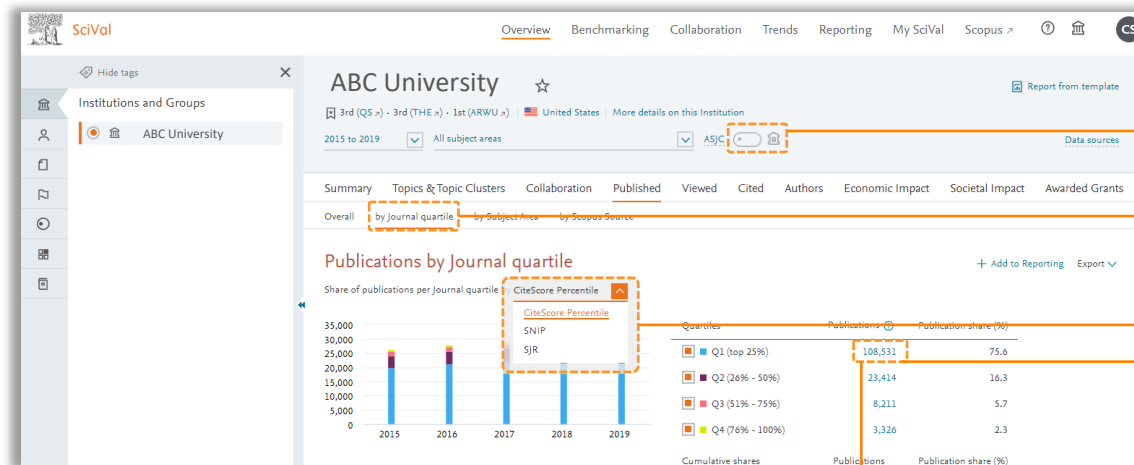 SciVal
Overview Benchmarking Collaboration Trends Reporting My SciVal Scopus ↗ ? CS
Hide tags ×
Institutions and Groups
ABC University
ABC University ☆
Report from template
3rd (QS ↗) · 3rd (THE ↗) · 1st (ARWU ↗) United States More details on this Institution
2015 to 2019 All subject areas ASJC Data sources
Summary Topics & Topic Clusters Collaboration Published Viewed Cited Authors Economic Impact Societal Impact Awarded Grants
Overall by Journal quartile by Subject Area by Scopus Source
Publications by Journal quartile
+ Add to Reporting Export
Share of publications per Journal quartile by CiteScore Percentile
CiteScore Percentile
SNIP
SJR
35,000
30,000
25,000
20,000
15,000
10,000
5,000
0
2015 2016 2017 2018 2019
Quartiles Publications ? Publication share (%)
Q1 (top 25%) 108,531 75.6
Q2 (26% - 50%) 23,414 16.3
Q3 (51% - 75%) 8,211 5.7
Q4 (76% - 100%) 3,326 2.3
Cumulative shares Publications Publication share (%)